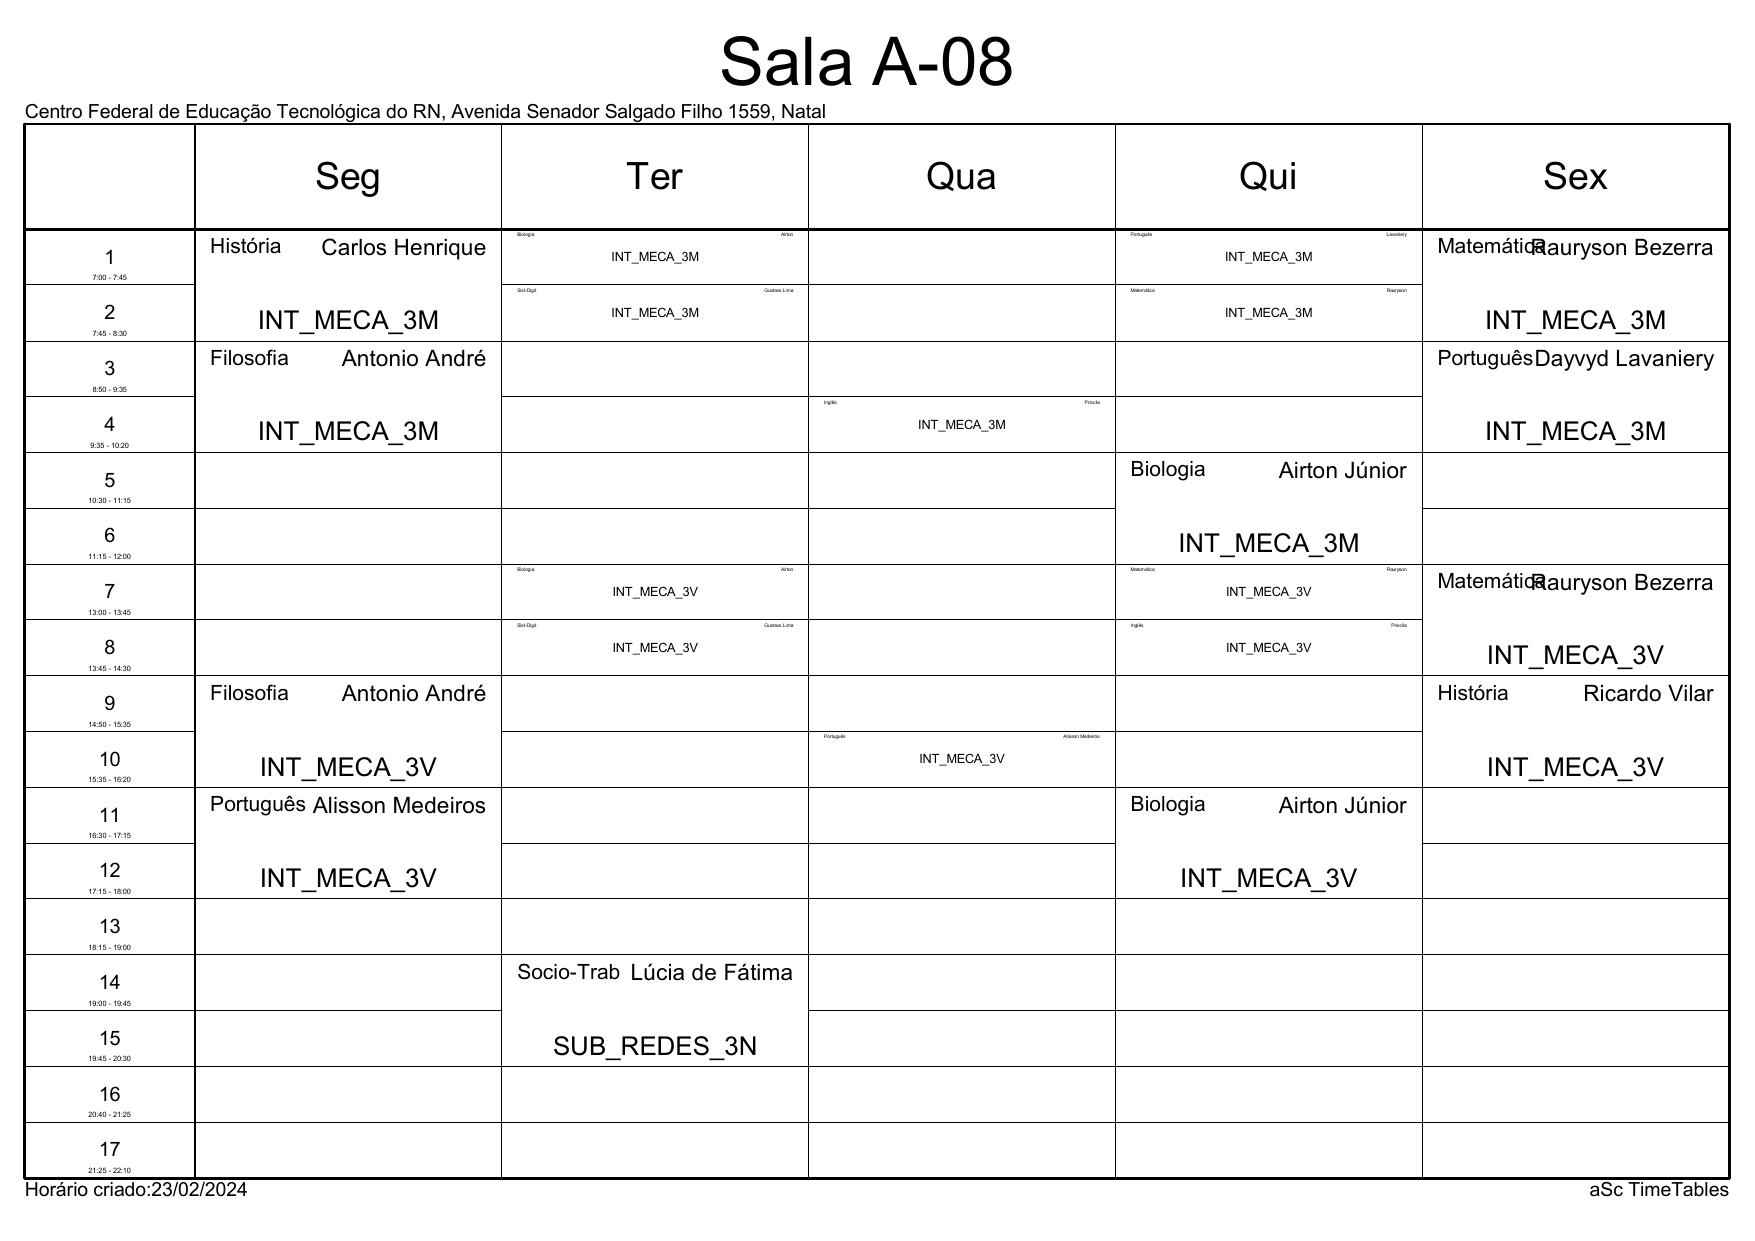 Sala A-08
Centro Federal de Educação Tecnológica do RN, Avenida Senador Salgado Filho 1559, Natal
Seg Ter Qua Qui Sex
1
7:00 - 7:45
História Carlos Henrique
INT_MECA_3M
Biologia Airton
INT_MECA_3M
Português Lavaniery
INT_MECA_3M
Matemática Rauryson Bezerra
INT_MECA_3M
2
7:45 - 8:30
Sist-Digit Gustavo Lima
INT_MECA_3M
Matemática Rauryson
INT_MECA_3M
3
8:50 - 9:35
Filosofia Antonio André
INT_MECA_3M
Português Dayvyd Lavaniery
INT_MECA_3M
4
9:35 - 10:20
Inglês Priscila
INT_MECA_3M
5
10:30 - 11:15
Biologia Airton Júnior
INT_MECA_3M
6
11:15 - 12:00
7
13:00 - 13:45
Biologia Airton
INT_MECA_3V
Matemática Rauryson
INT_MECA_3V
Matemática Rauryson Bezerra
INT_MECA_3V
8
13:45 - 14:30
Sist-Digit Gustavo Lima
INT_MECA_3V
Inglês Priscila
INT_MECA_3V
9
14:50 - 15:35
Filosofia Antonio André
INT_MECA_3V
História Ricardo Vilar
INT_MECA_3V
10
15:35 - 16:20
Português Alisson Medeiros
INT_MECA_3V
11
16:30 - 17:15
Português Alisson Medeiros
INT_MECA_3V
Biologia Airton Júnior
INT_MECA_3V
12
17:15 - 18:00
13
18:15 - 19:00
14
19:00 - 19:45
Socio-Trab Lúcia de Fátima
SUB_REDES_3N
15
19:45 - 20:30
16
20:40 - 21:25
17
21:25 - 22:10
Horário criado:23/02/2024 aSc TimeTables